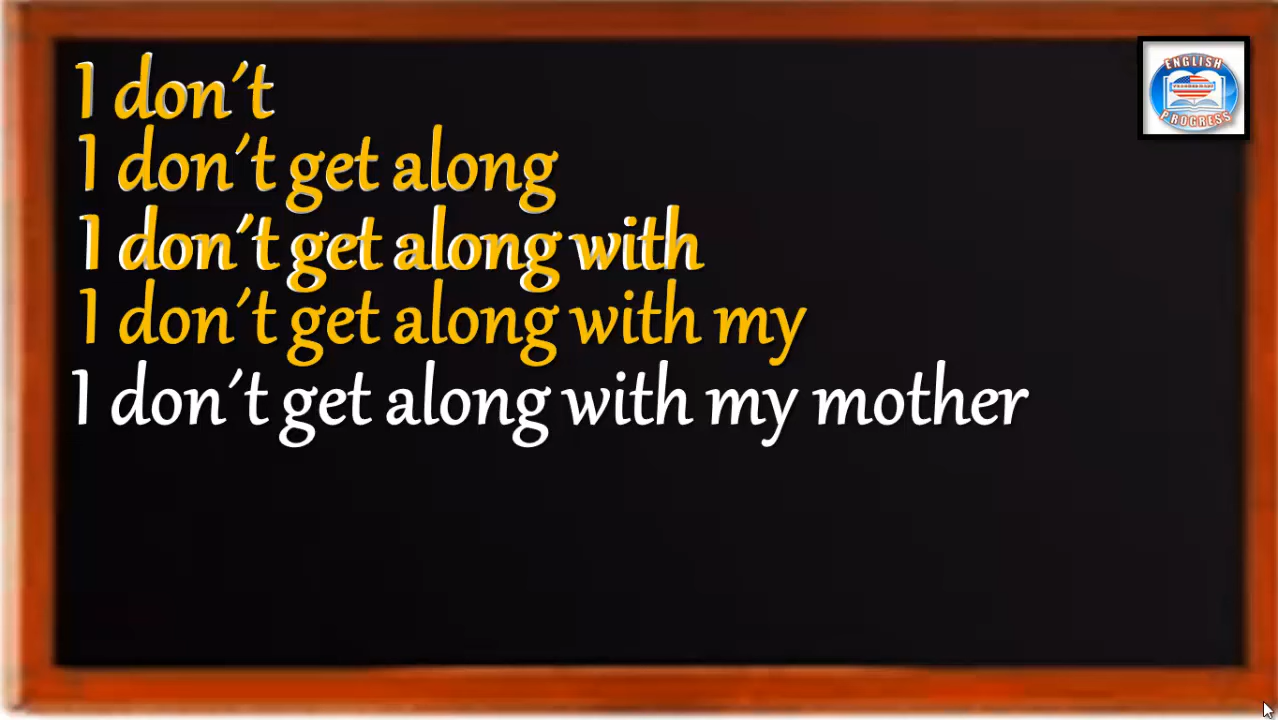 I don´t
I don´t get along
I don´t get along with
I don´t get along with my
I don´t get along with my mother
ENGLISH
PROGRESS